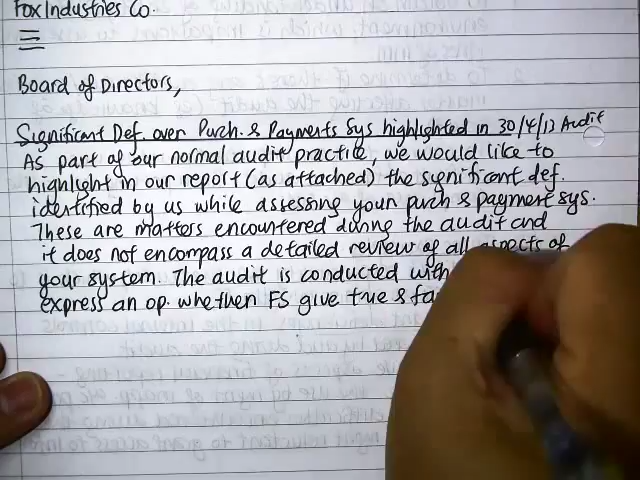 Fox Industries Co.
Board of Directors,
Significant Def. over Purch. & Payments Sys highlighted in 30/4/13 Audit
As part of our normal audit practice, we would like to
highlight in our report (as attached) the significant def.
identified by us while assessing your purch & payment sys.
These are matters encountered during the audit and
it does not encompass a detailed review of all aspects of
your system. The audit is conducted with
express an op. whether FS give true & fa